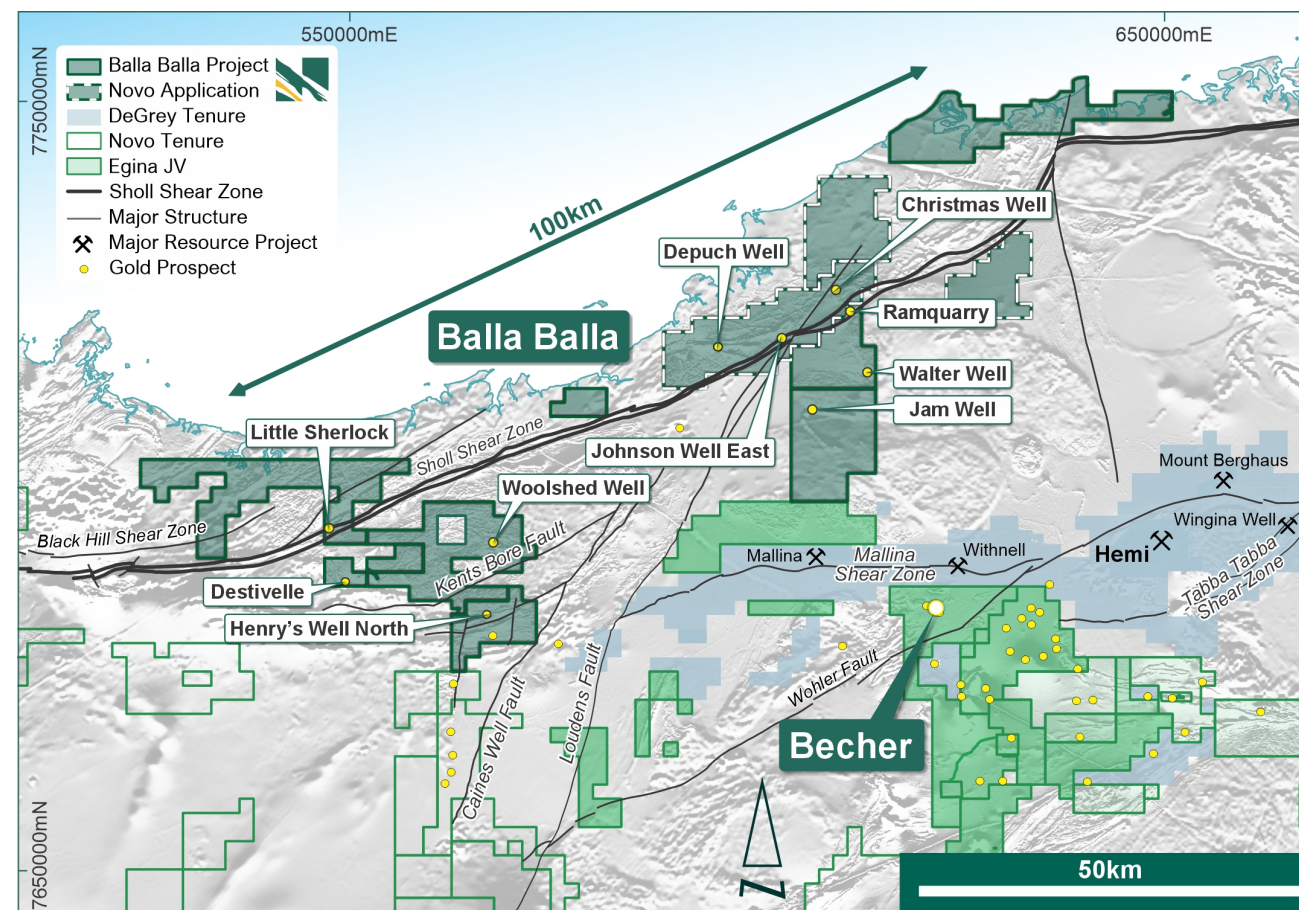 550000mE
650000mE
7750000mN
7650000mN
Balla Balla Project
Novo Application
DeGrey Tenure
Novo Tenure
Egina JV
Sholl Shear Zone
Major Structure
Major Resource Project
Gold Prospect
100km
Christmas Well
Depuch Well
Ramquarry
Balla Balla
Walter Well
Jam Well
Little Sherlock
Sholl Shear Zone
Johnson Well East
Woolshed Well
Mount Berghaus
Black Hill Shear Zone
Wingina Well
Kents Bore Fault
Mallina
Mallina
Shear Zone
Withnell
Hemi
Tabba Tabba
Shear Zone
Destivelle
Henry's Well North
Wohler Fault
Loudens Fault
Caines Well Fault
Becher
N
50km